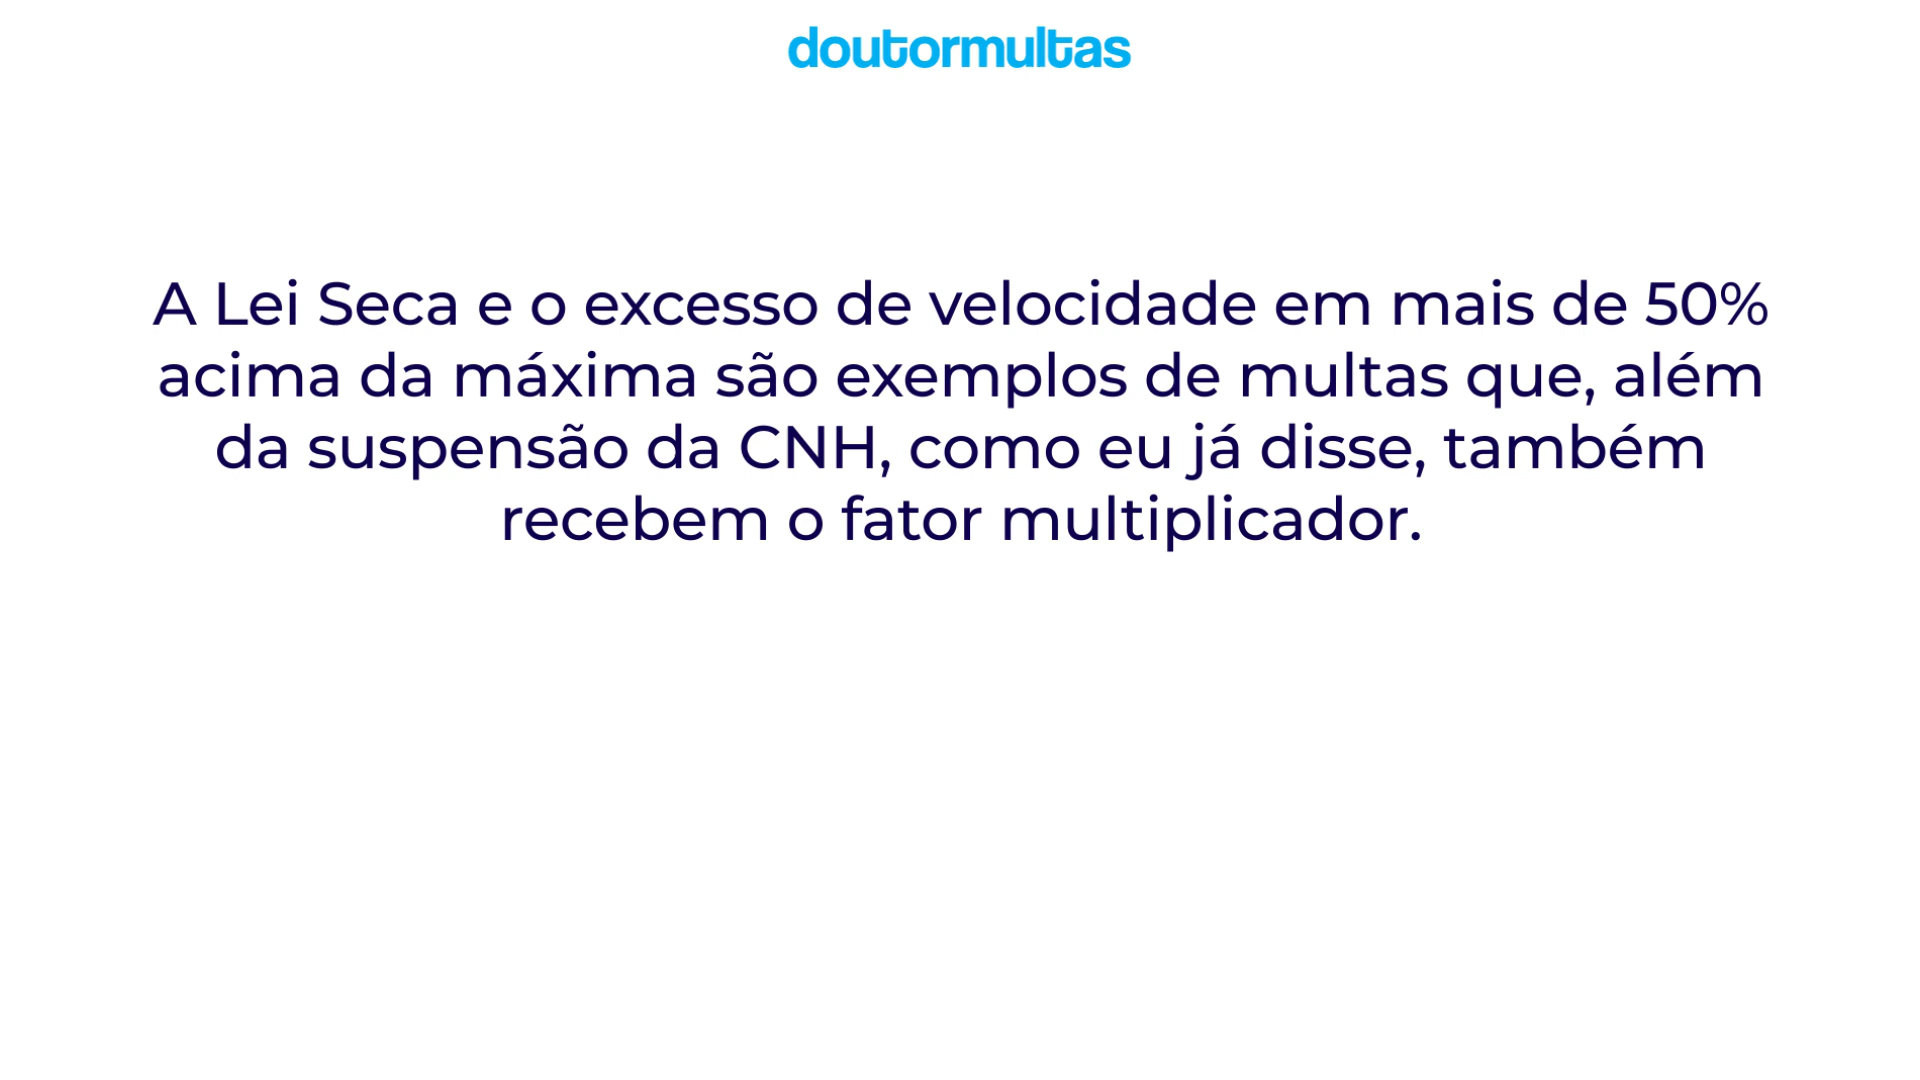 doutormultas
A Lei Seca e o excesso de velocidade em mais de 50%
acima da máxima são exemplos de multas que, além
da suspensão da CNH, como eu já disse, também
recebem o fator multiplicador.